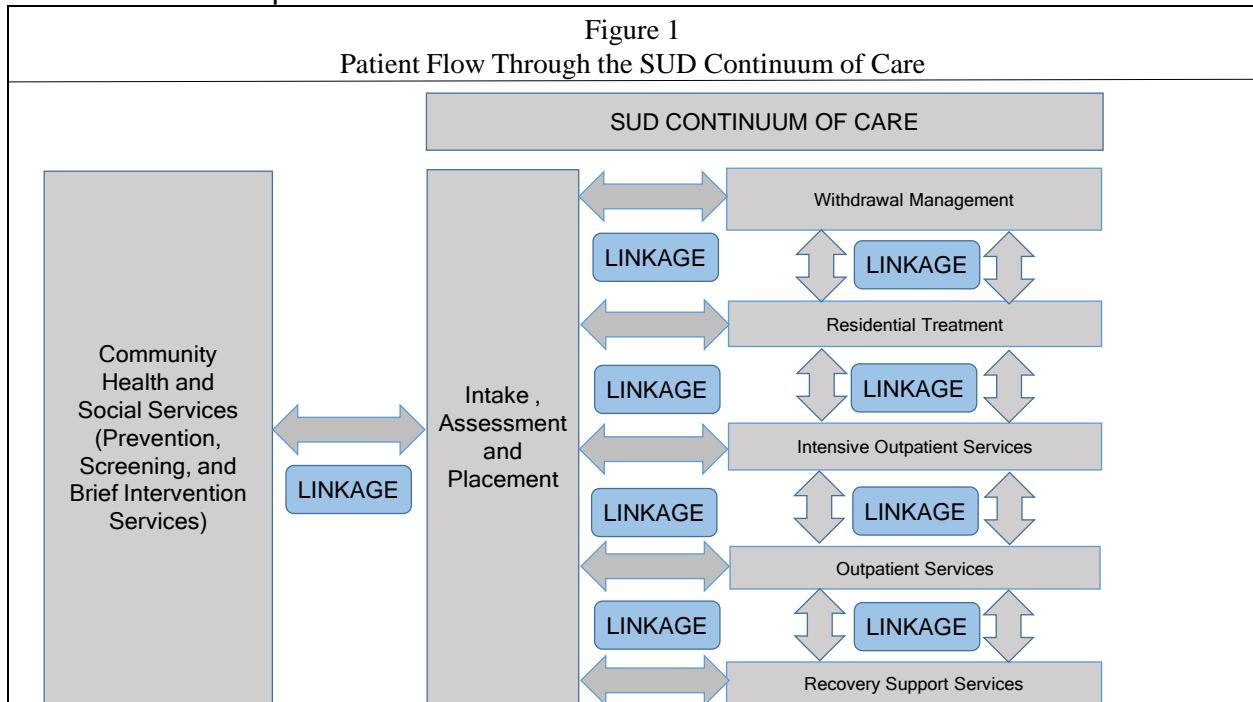 Figure 1
Patient Flow Through the SUD Continuum of Care
SUD CONTINUUM OF CARE
Community
Health and
Social Services
(Prevention,
Screening, and
Brief Intervention
Services)
LINKAGE
Intake ,
Assessment
and
Placement
LINKAGE
LINKAGE
LINKAGE
LINKAGE
Withdrawal Management
LINKAGE
Residential Treatment
LINKAGE
Intensive Outpatient Services
LINKAGE
Outpatient Services
LINKAGE
Recovery Support Services